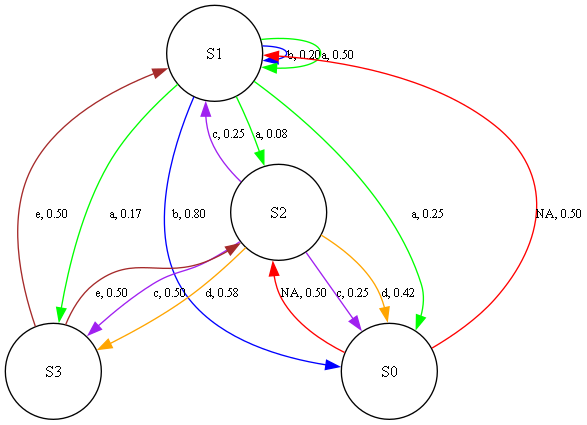 S1
b, 0.20
a, 0.50
c, 0.25
a, 0.08
e, 0.50
a, 0.17
b, 0.80
S2
a, 0.25
NA, 0.50
e, 0.50
c, 0.50
d, 0.58
NA, 0.50
c, 0.25
d, 0.42
S3
S0